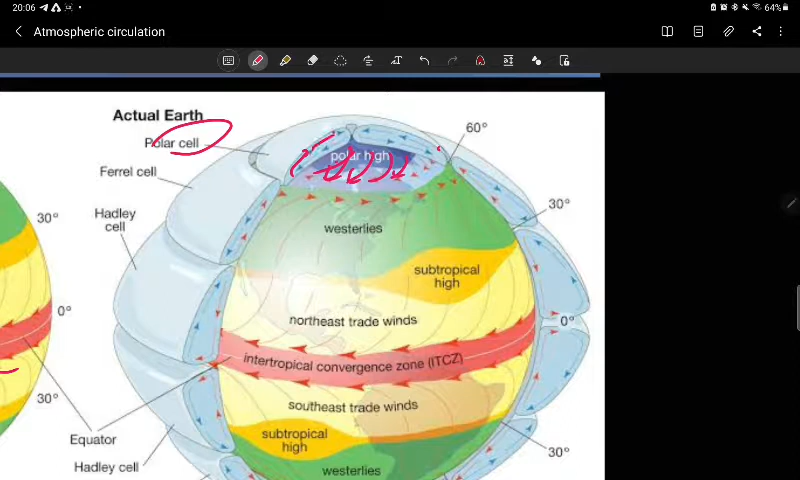 20:06
64%
Atmospheric circulation
Actual Earth
Polar cell
60°
polar high
Ferrel cell
30°
30°
Hadley
cell
westerlies
subtropical
high
0°
northeast trade winds
0°
intertropical convergence zone (ITCZ)
30°
southeast trade winds
Equator
subtropical
high
30°
Hadley cell
westerlies